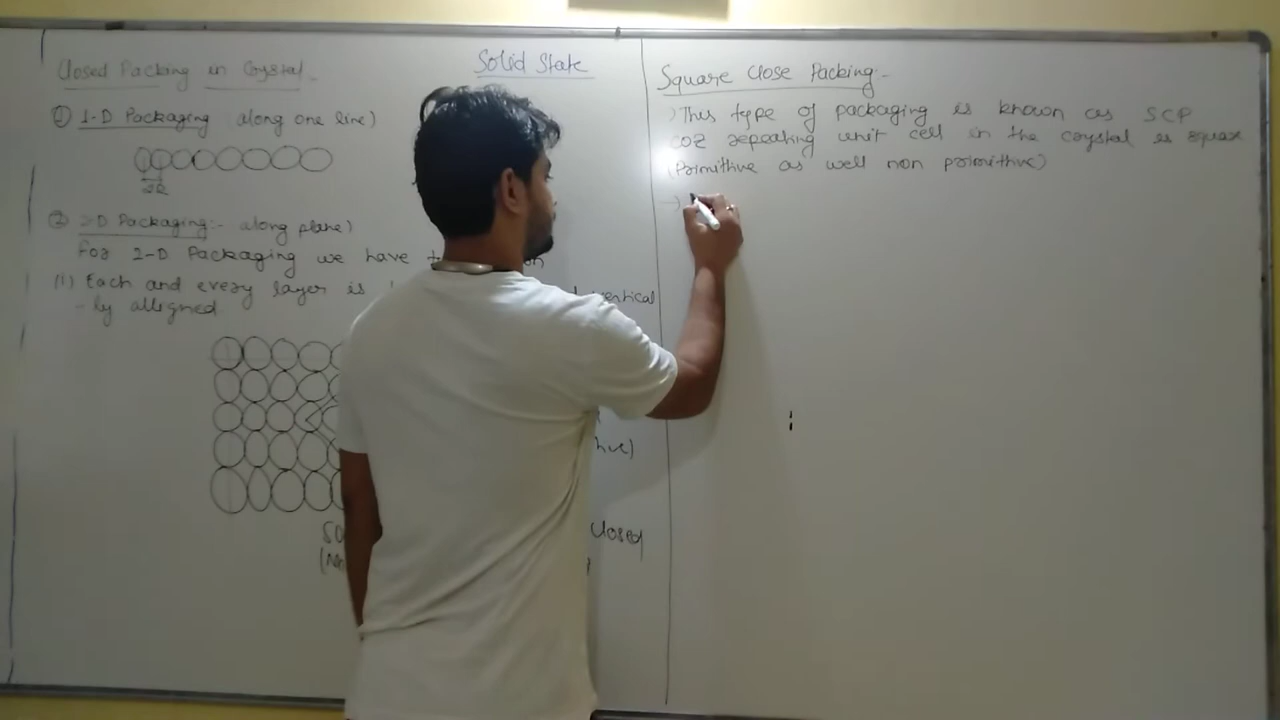 Solid State
Closed Packing in Crystal
① 1-D Packaging along one line)
2R
② 2-D Packaging:- along plane)
For 2-D Packaging we have
(i) Each and every layer is
- ly alligned
Square Close Packing:-
This type of packaging is known as SCP
coz repeating unit cell in the crystal is square
(Primitive as well non primitive)
→
Closed